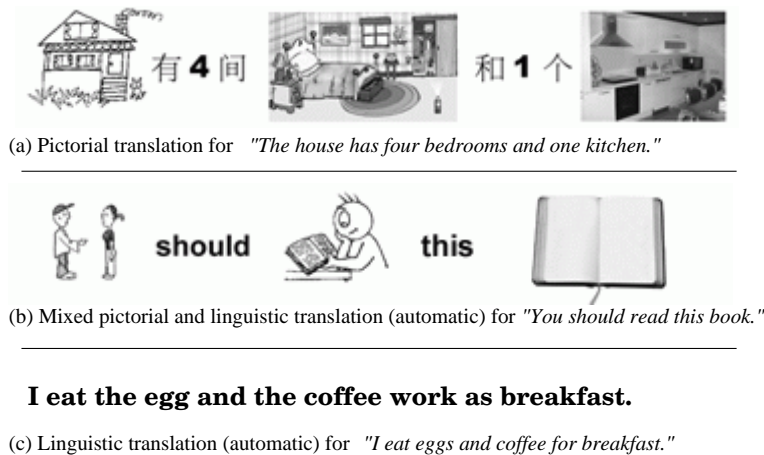 有 4 间 和 1 个
(a) Pictorial translation for "The house has four bedrooms and one kitchen."
should this
(b) Mixed pictorial and linguistic translation (automatic) for "You should read this book."
I eat the egg and the coffee work as breakfast.
(c) Linguistic translation (automatic) for "I eat eggs and coffee for breakfast."